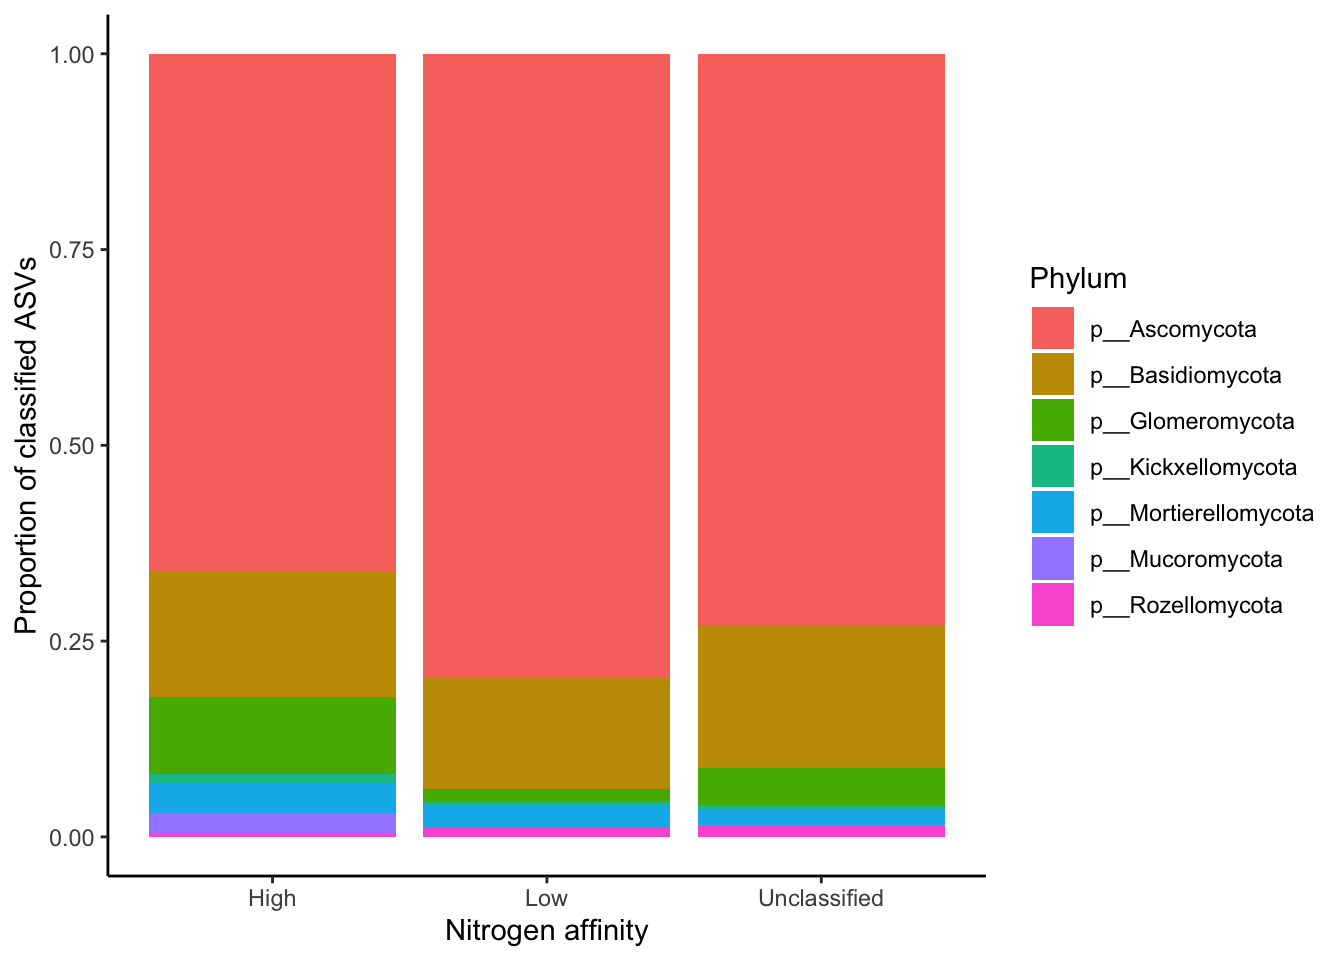 Proportion of classified ASVs
1.00
0.75
0.50
0.25
0.00
High
Low
Unclassified
Nitrogen affinity
Phylum
p__Ascomycota
p__Basidiomycota
p__Glomeromycota
p__Kickxellomycota
p__Mortierellomycota
p__Mucoromycota
p__Rozellomycota